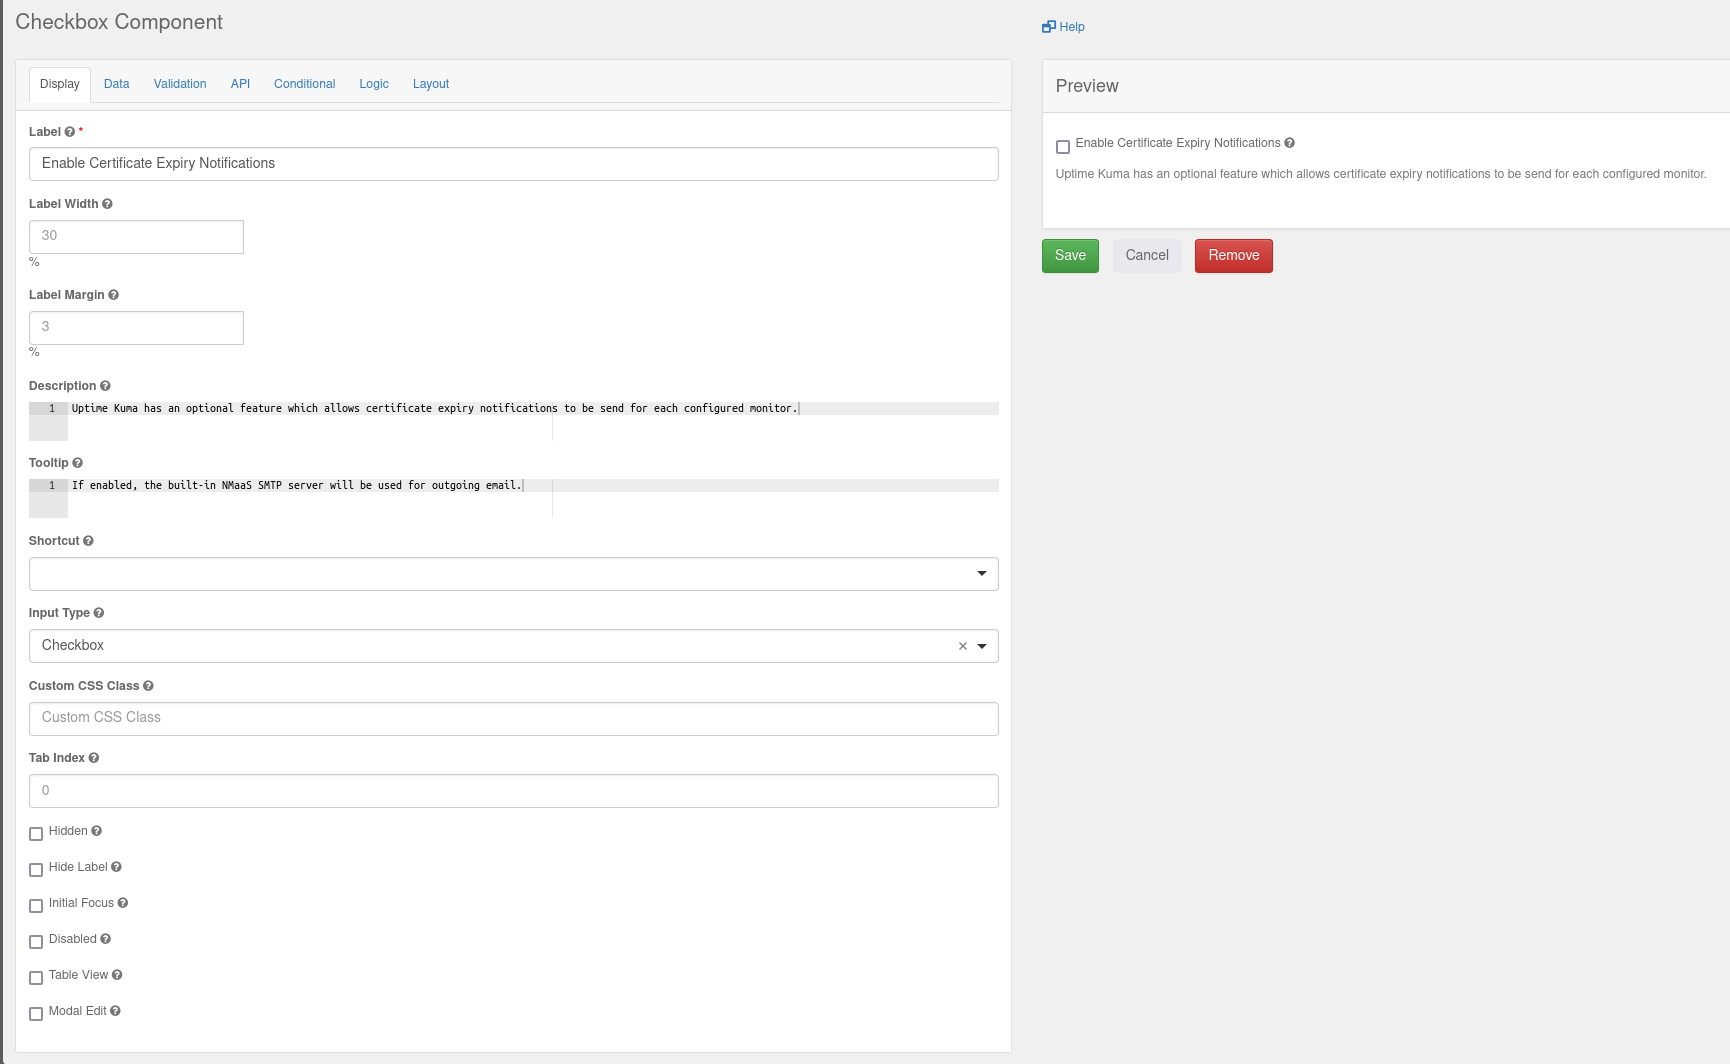 Checkbox Component
Help
Display Data Validation API Conditional Logic Layout
Label *
Enable Certificate Expiry Notifications
Label Width
30
%
Label Margin
3
%
Description
1 Uptime Kuma has an optional feature which allows certificate expiry notifications to be send for each configured monitor.
Tooltip
1 If enabled, the built-in NMaaS SMTP server will be used for outgoing email.
Shortcut
Input Type
Checkbox ×
Custom CSS Class
Custom CSS Class
Tab Index
0
Hidden
Hide Label
Initial Focus
Disabled
Table View
Modal Edit
Preview
Enable Certificate Expiry Notifications
Uptime Kuma has an optional feature which allows certificate expiry notifications to be send for each configured monitor.
Save Cancel Remove